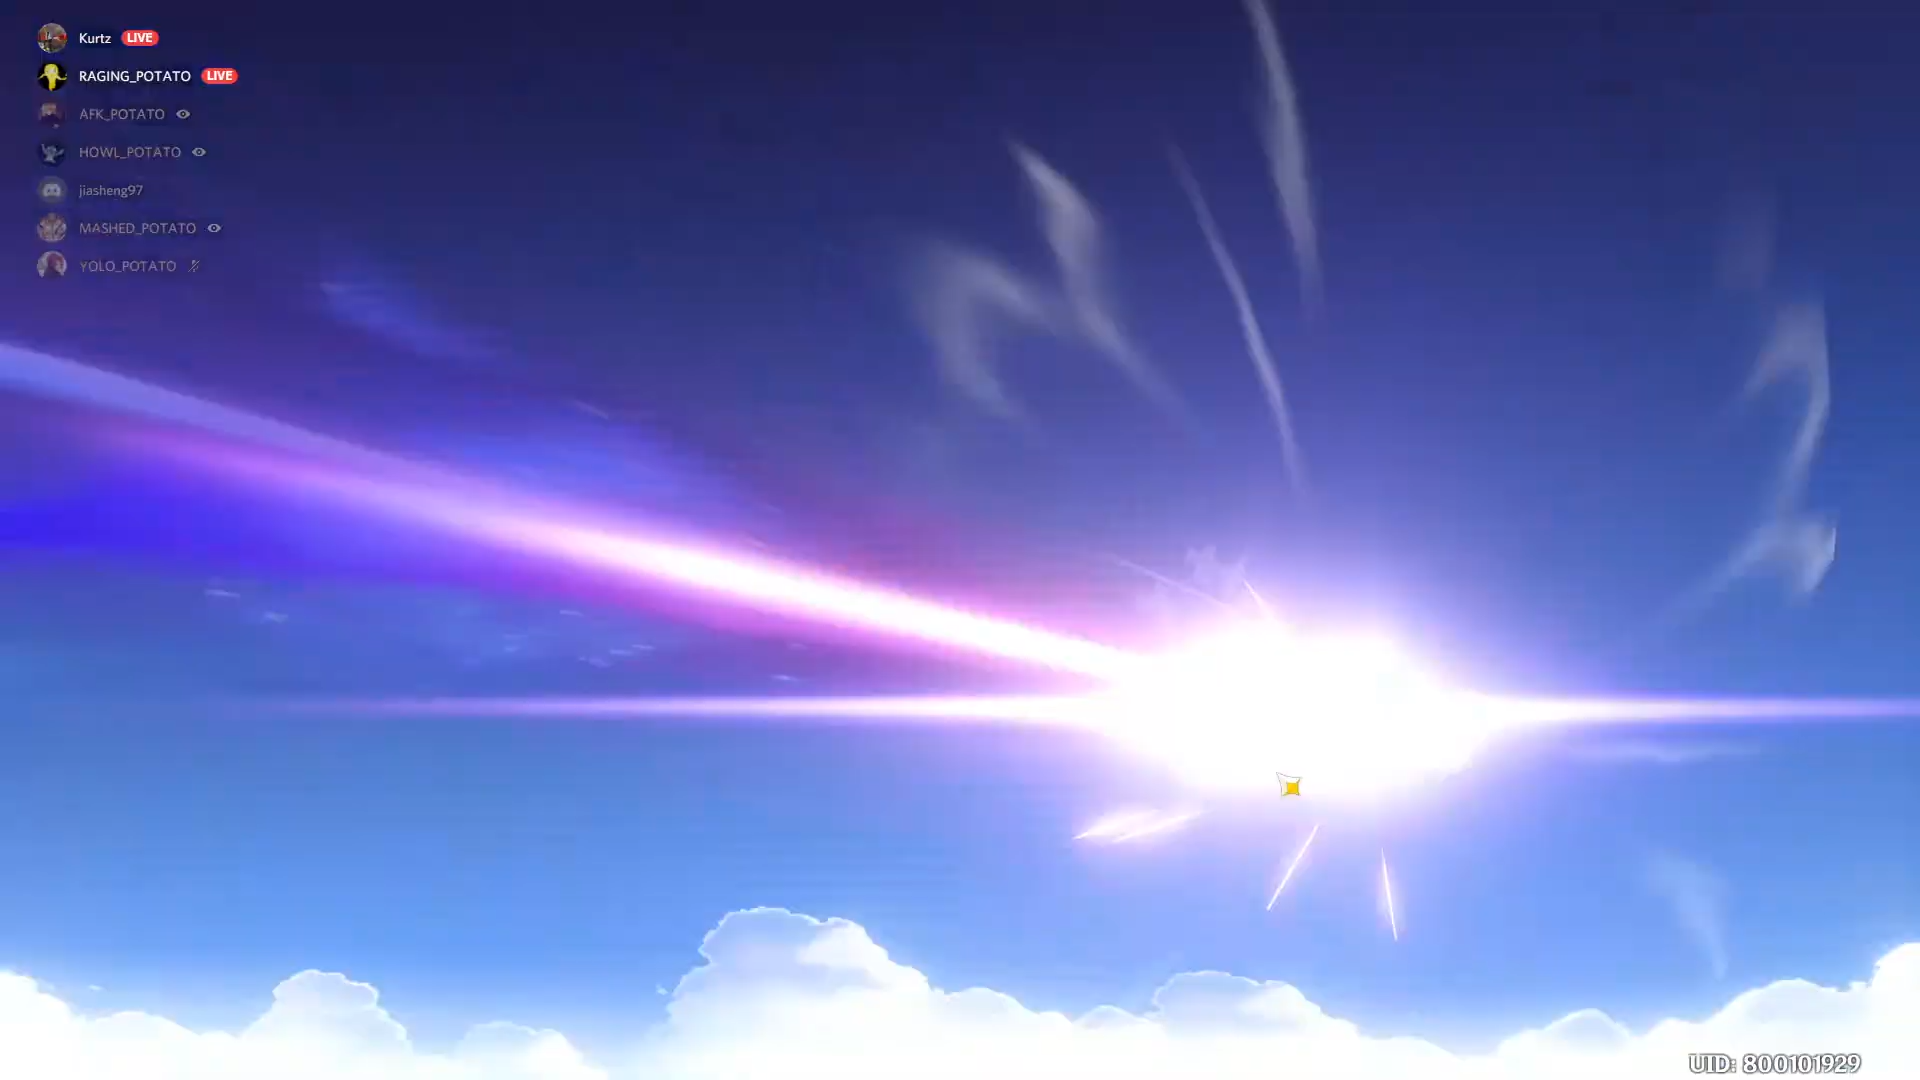 Kurtz LIVE
RAGING_POTATO LIVE
AFK_POTATO
HOWL_POTATO
jiasheng97
MASHED_POTATO
YOLO_POTATO
UID: 800101929